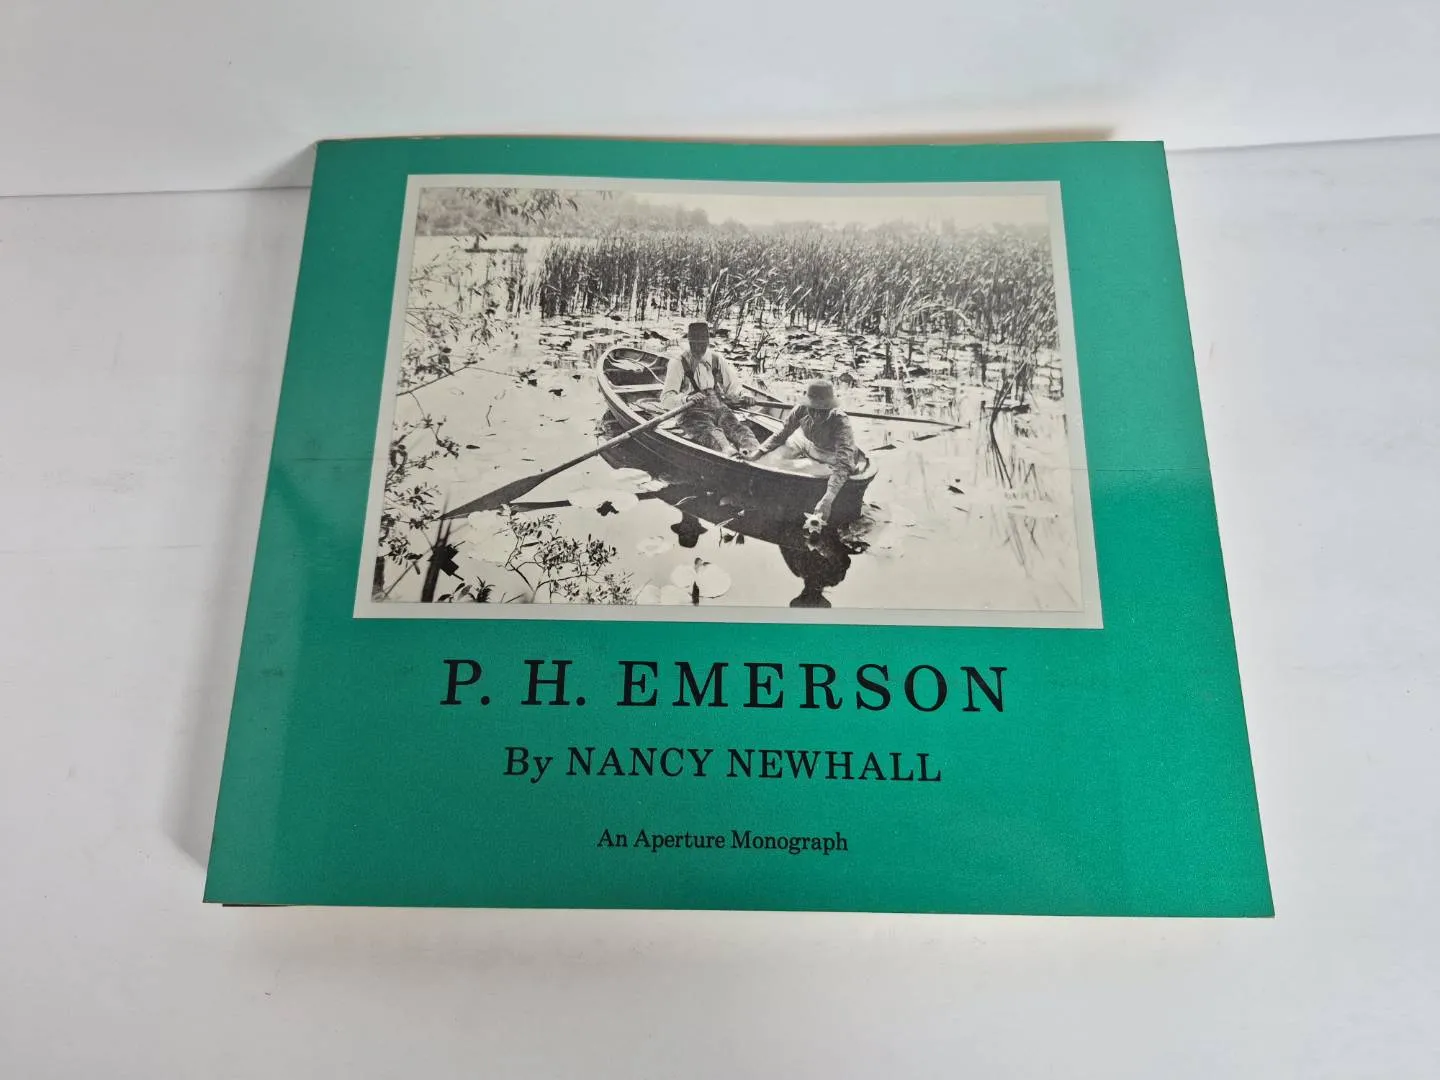 P. H. EMERSON
By NANCY NEWHALL
An Aperture Monograph